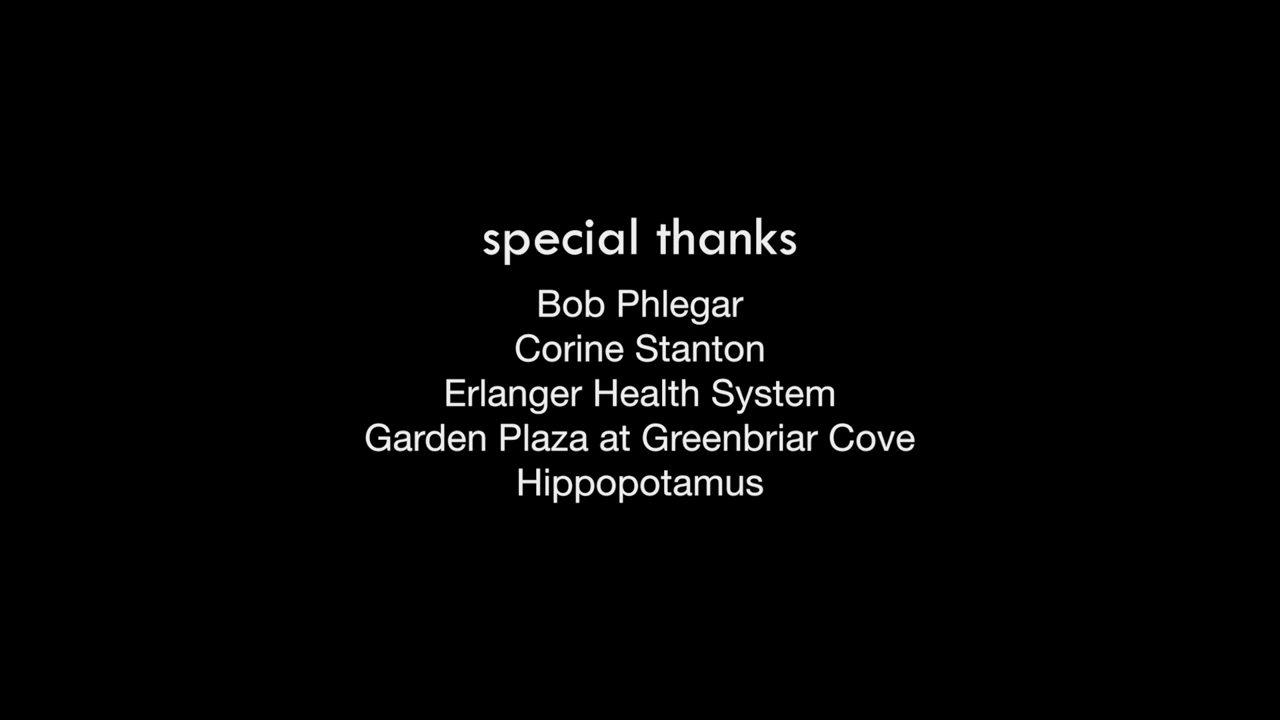 special thanks
Bob Phlegar
Corine Stanton
Erlanger Health System
Garden Plaza at Greenbriar Cove
Hippopotamus